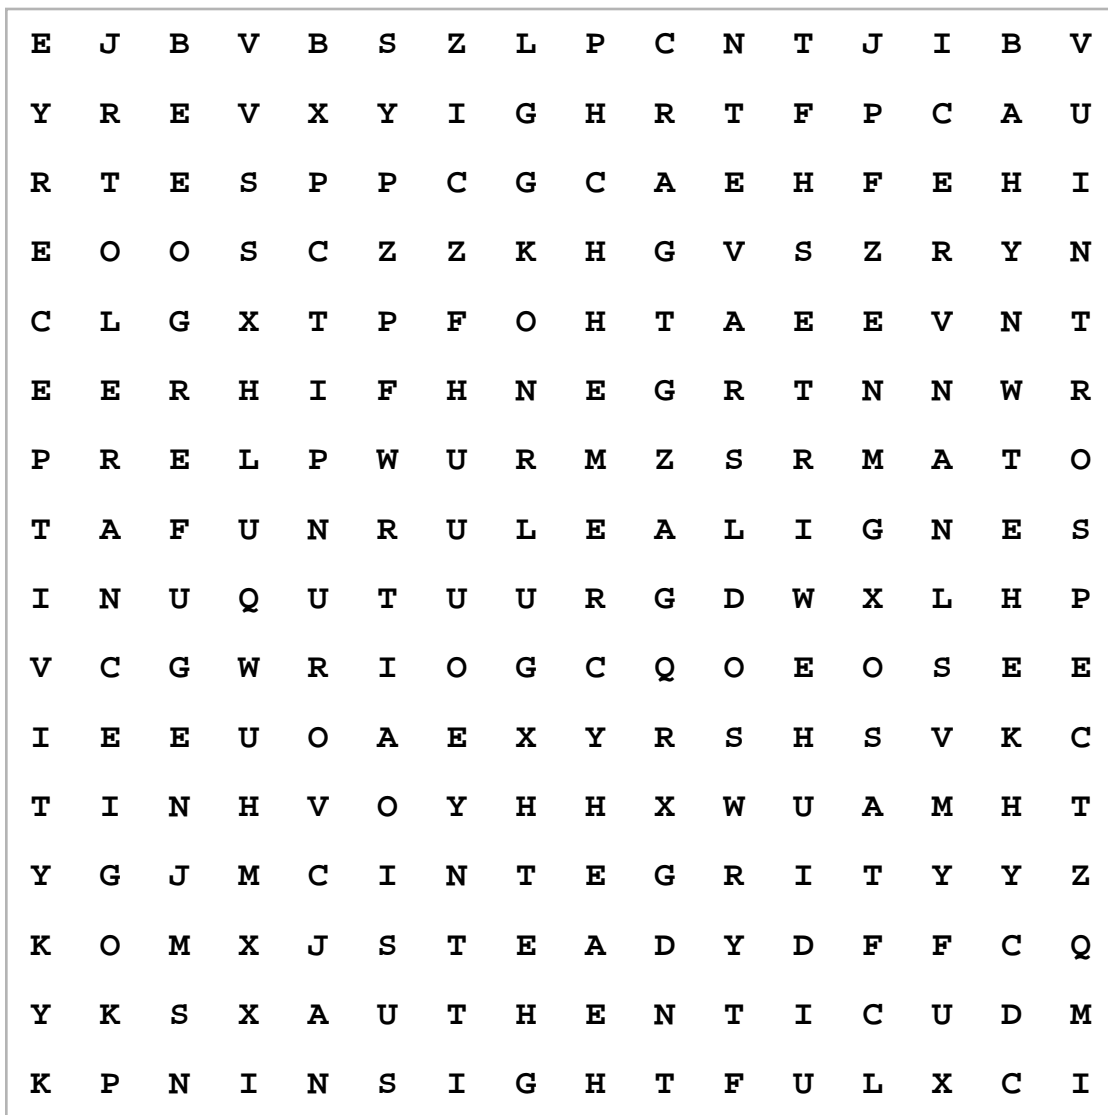 E J B V B S Z L P C N T J I B V
Y R E V X Y I G H R T F P C A U
R T E S P P C G C A E H F E H I
E O O S C Z Z K H G V S Z R Y N
C L G X T P F O H T A E E V N T
E E R H I F H N E G R T N N W R
P R E L P W U R M Z S R M A T O
T A F U N R U L E A L I G N E S
I N U Q U T U U R G D W X L H P
V C G W R I O G C Q O E O S E E
I E E U O A E X Y R S H S V K C
T I N H V O Y H H X W U A M H T
Y G J M C I N T E G R I T Y Y Z
K O M X J S T E A D Y D F F C Q
Y K S X A U T H E N T I C U D M
K P N I N S I G H T F U L X C I